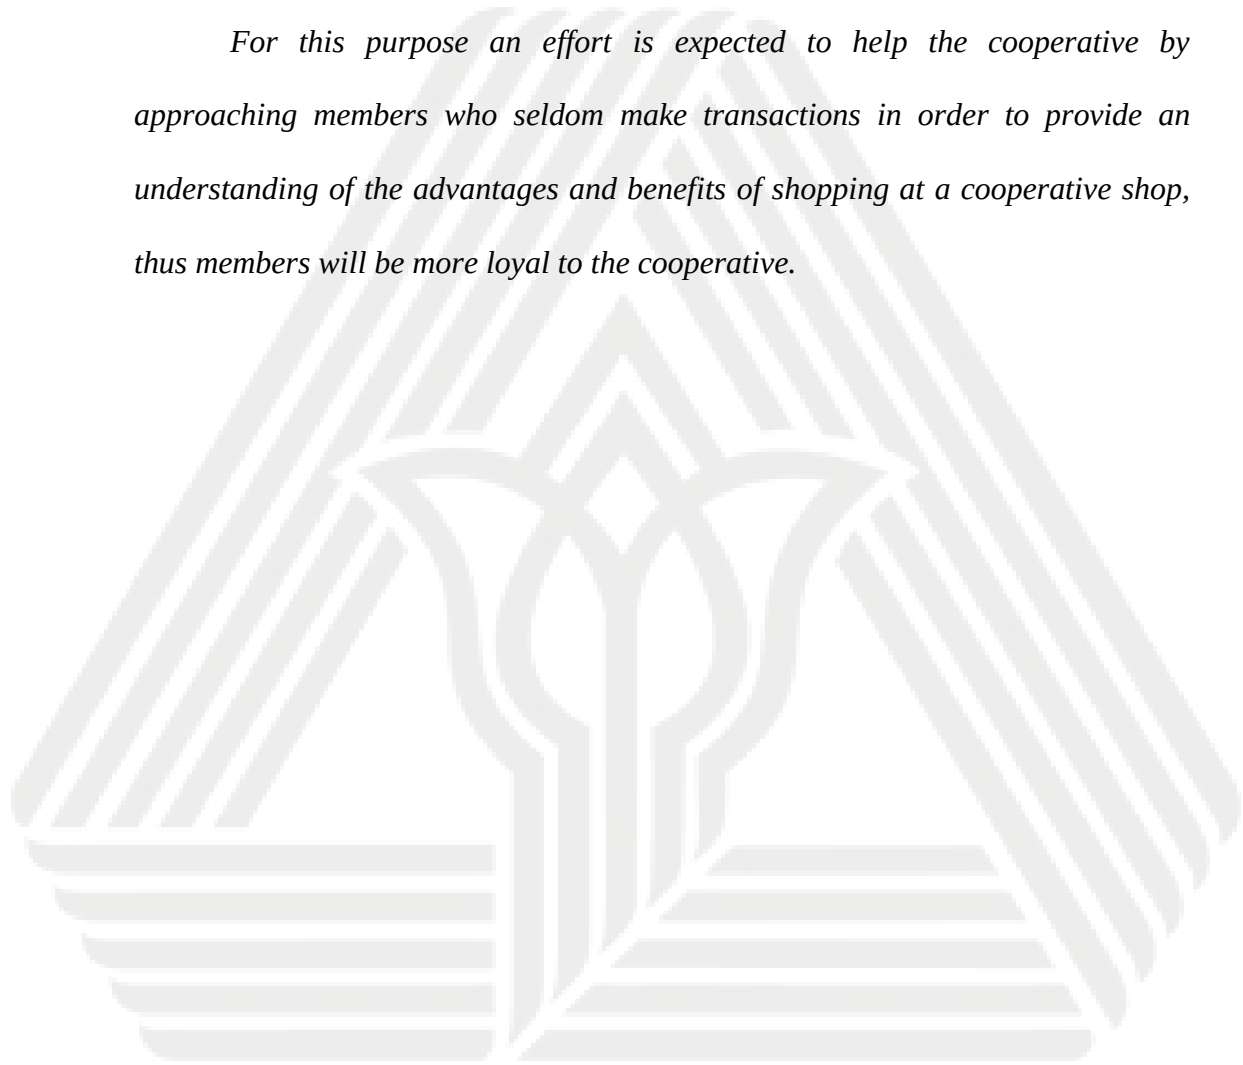 For this purpose an effort is expected to help the cooperative by
approaching members who seldom make transactions in order to provide an
understanding of the advantages and benefits of shopping at a cooperative shop,
thus members will be more loyal to the cooperative.